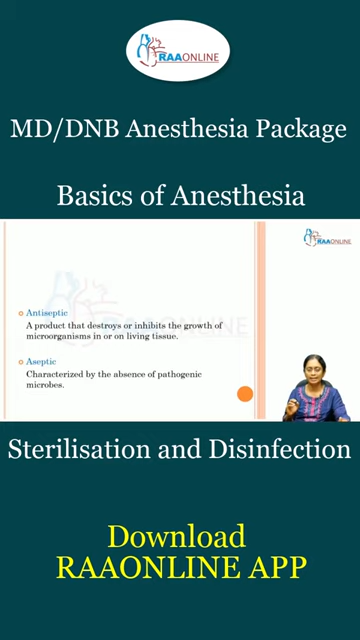 RAAONLINE
MD/DNB Anesthesia Package
Basics of Anesthesia
RAAONLINE
RAAONLINE
Antiseptic
A product that destroys or inhibits the growth of
microorganisms in or on living tissue.
Aseptic
Characterized by the absence of pathogenic
microbes.
Sterilisation and Disinfection
Download
RAAONLINE APP